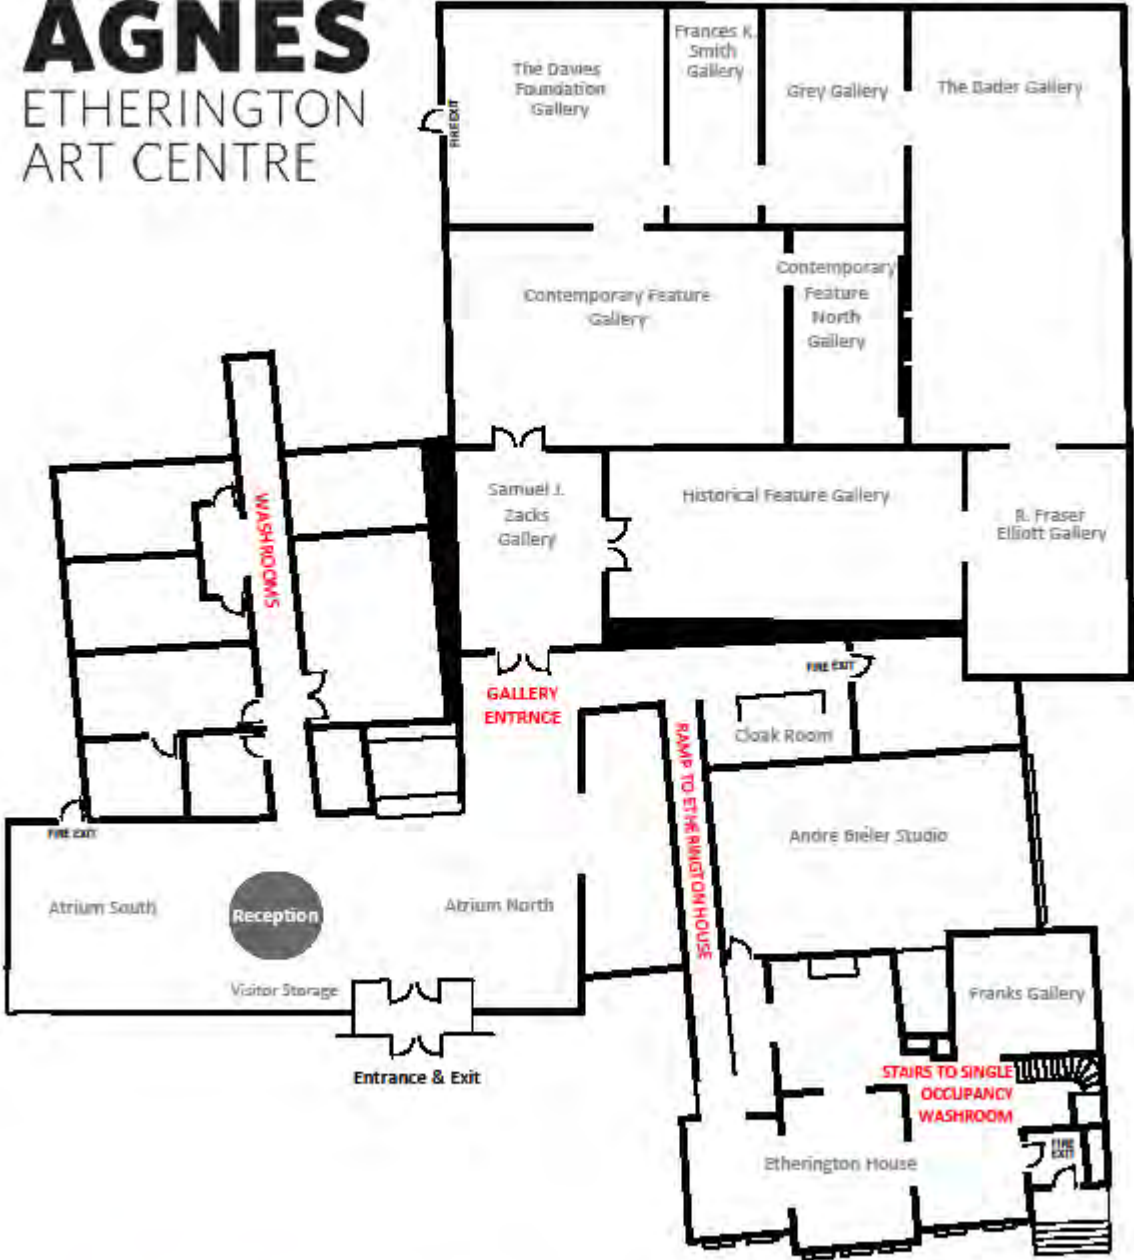 AGNES
ETHERINGTON
ART CENTRE
The Davies
Foundation
Gallery
Frances K.
Smith
Gallery
Grey Gallery
The Bader Gallery
FIRE EXIT
Contemporary Feature
Gallery
Contemporary
Feature
North
Gallery
WASHROOMS
Samuel J.
Zacks
Gallery
Historical Feature Gallery
R. Fraser
Elliott Gallery
GALLERY
ENTRNCE
FIRE EXIT
Cloak Room
RAMP TO ETHERINGTON HOUSE
André Bieler Studio
FIRE EXIT
Atrium South
Reception
Atrium North
Visitor Storage
Entrance & Exit
Franks Gallery
STAIRS TO SINGLE
OCCUPANCY
WASHROOM
Etherington House
FIRE
EXIT